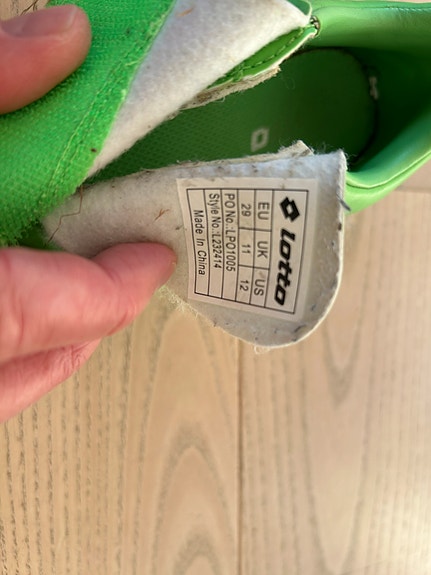 lotto
EU UK US
29 11 12
PO No.:LPO1005
Style No.:L232414
Made In China